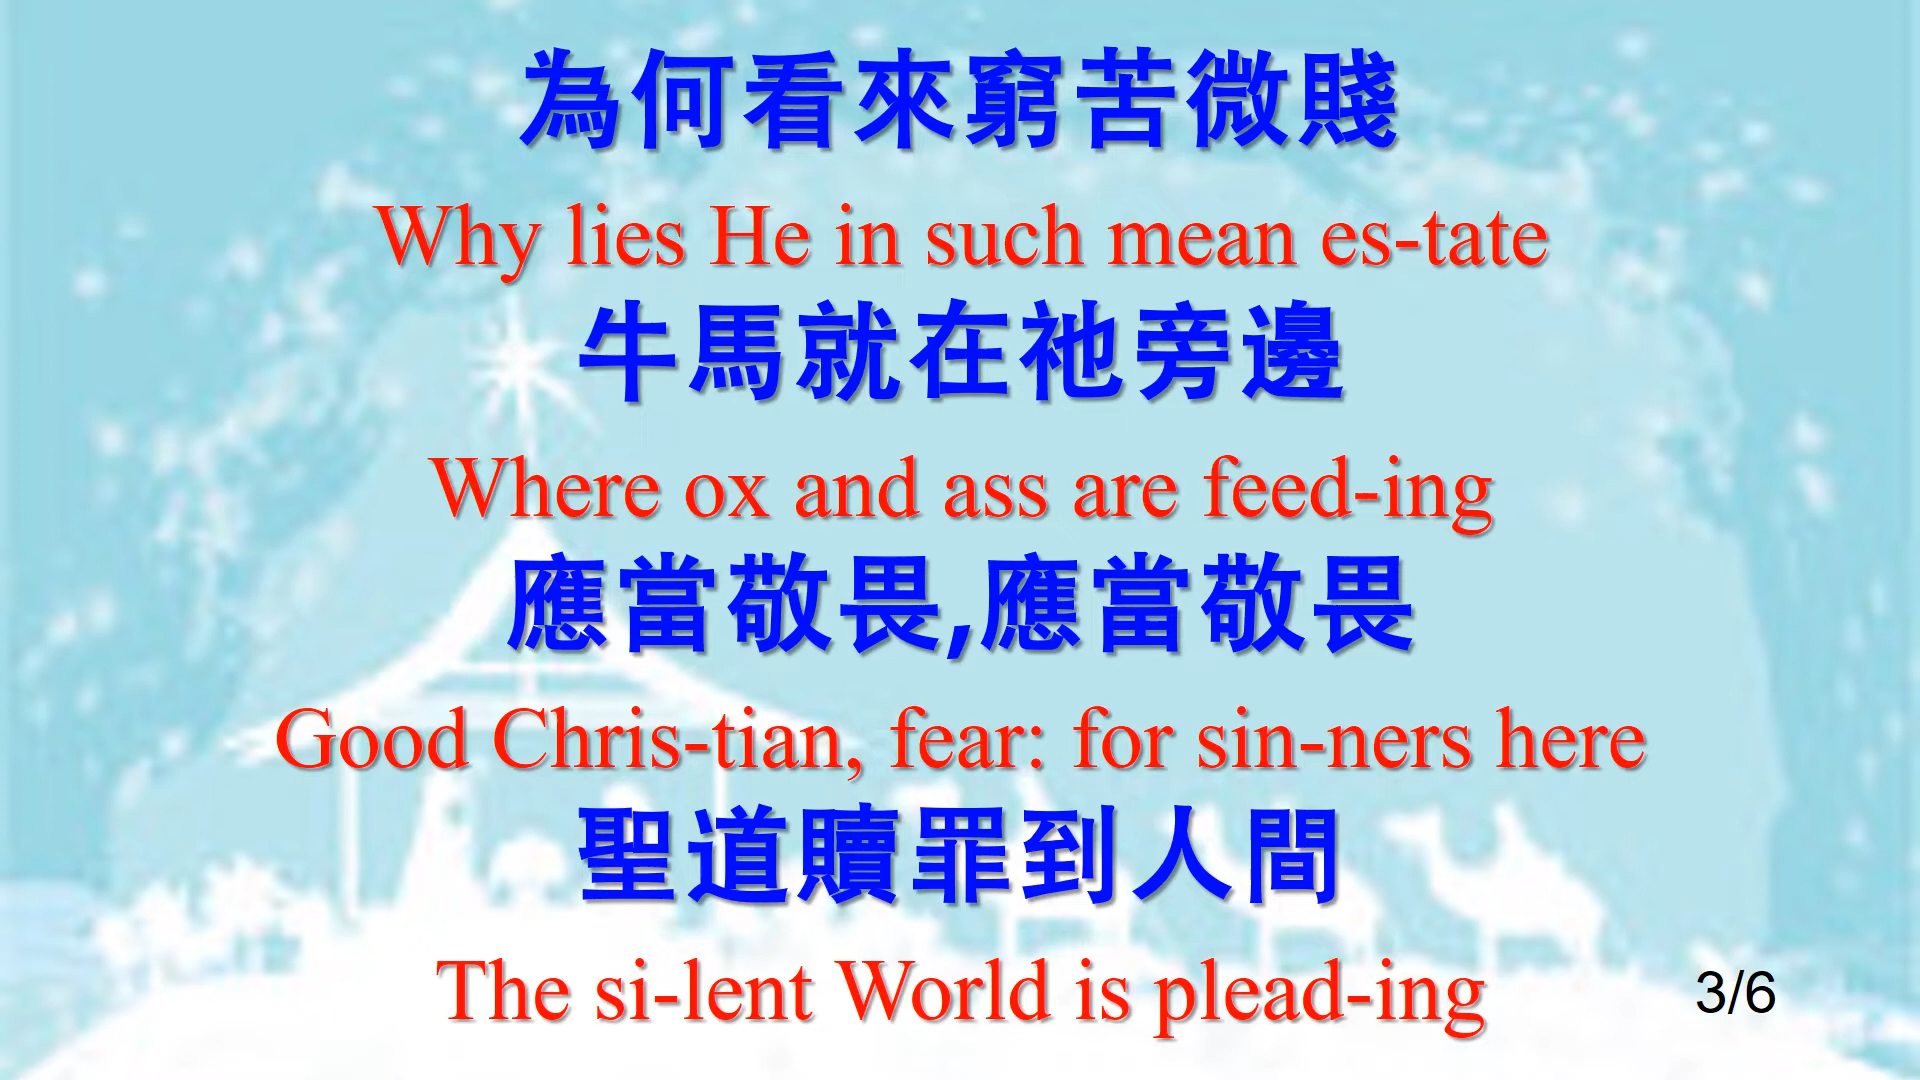 為何看來窮苦微賤
Why lies He in such mean es-tate
牛馬就在祂旁邊
Where ox and ass are feed-ing
應當敬畏,應當敬畏
Good Chris-tian, fear: for sin-ners here
聖道贖罪到人間
The si-lent World is plead-ing
3/6